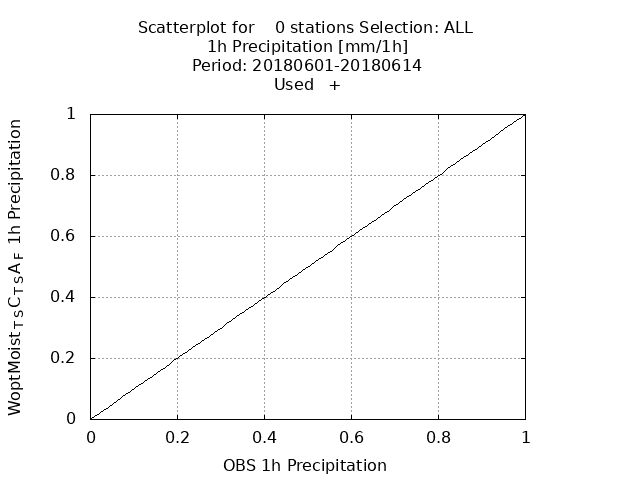 Scatterplot for    0 stations Selection: ALL
1h Precipitation [mm/1h]
Period: 20180601-20180614
Used +
1
0.8
0.6
0.4
0.2
0
0 0.2 0.4 0.6 0.8 1
OBS 1h Precipitation
WoptMoistTSCTSAF 1h Precipitation